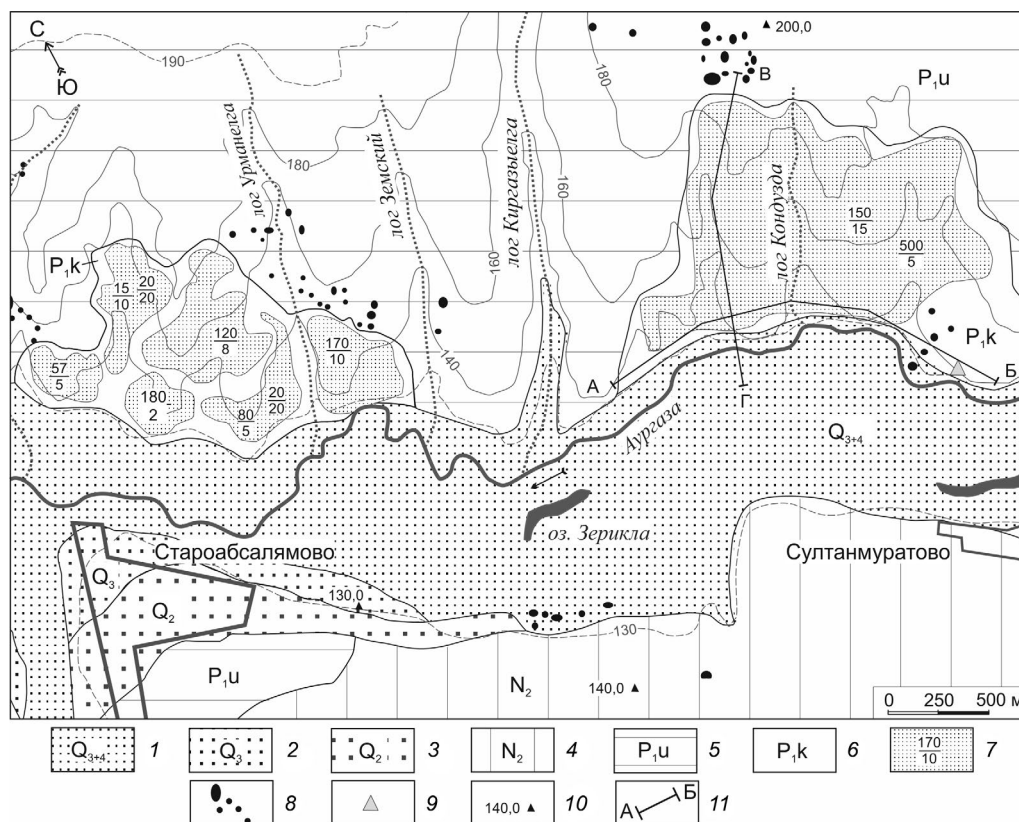 С
Ю
190
200,0
В
P₁u
180
180
160
160
лог Урманелга
лог Земский
лог Киргазыелга
лог Кондузда
P₁k
15/10
20/20
120/8
170/10
57/5
180/2
80/5
20/20
140
150/15
500/5
P₁k
А
Б
Г
Аургаза
Q₃₊₄
оз. Зерикла
Староабсалямово
Султанмуратово
Q₃
Q₂
130,0
130
P₁u
N₂
140,0
0 250 500 м
Q₃₊₄ 1 Q₃ 2 Q₂ 3 N₂ 4 P₁u 5 P₁k 6 170/10 7
8 9 140,0 10 А Б 11